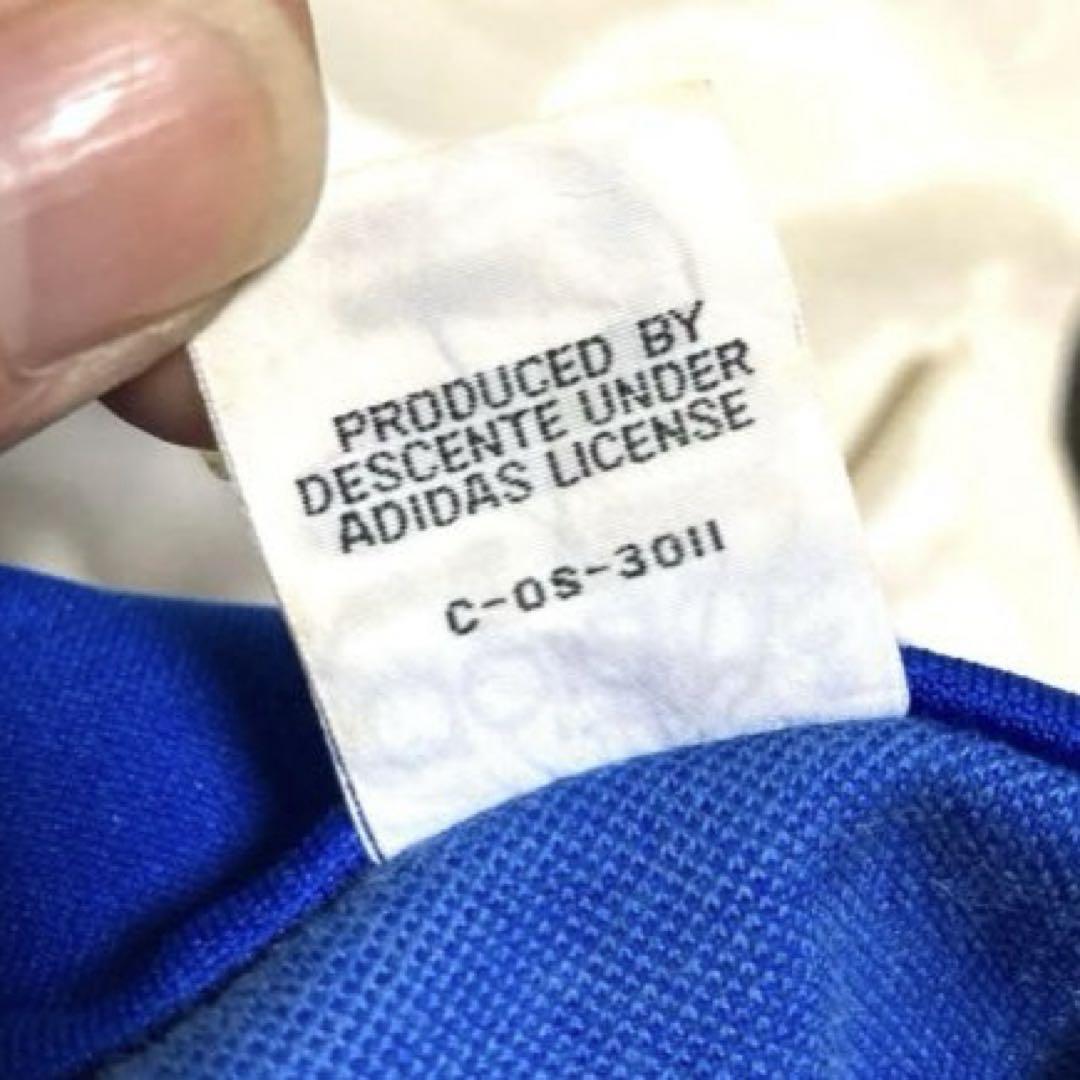 PRODUCED BY
DESCENTE UNDER
ADIDAS LICENSE
C-OS-3011